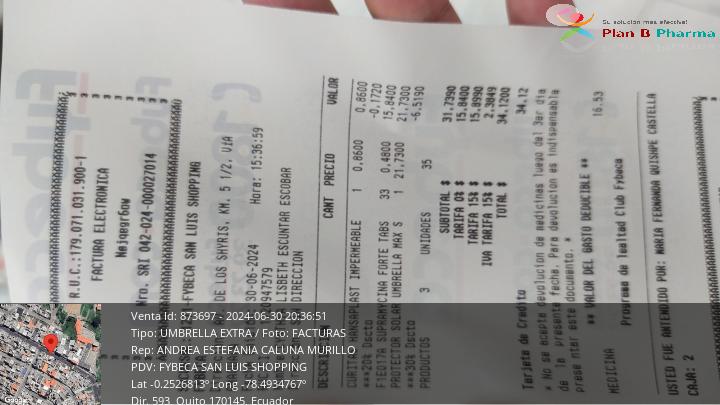 Su solución mas efectiva!
Plan B Pharma
R.U.C.:179.071.031.900-1
FACTURA ELECTRONICA
Nro. SRI 042-024-000027014
FYBECA SAN LUIS SHOPPING
DE LOS SHYRIS, KM. 5 1/2, VIA
30-06-2024 Hora: 15:36:59
LISBETH ESCUNTAR ESCOBAR
DIRECCION
CANT PRECIO VALOR
CURITA HANSAPLAST IMPERMEABLE 1 0.8600 0.8600
***20% Dscto -0.1720
33 0.4800 15.8400
PROTECTOR SOLAR UMBRELLA MAX S 1 21.7300 21.7300
***30% Dscto -6.5190
PRODUCTOS 3 UNIDADES 35
SUBTOTAL $ 31.7390
TARIFA 0% $ 15.8400
TARIFA 15% $ 15.8990
IVA TARIFA 15% $ 2.3849
TOTAL $ 34.1200
Tarjeta de Credito 34.12
* No se acepta devolucion de medicinas luego del 3er dia
de la presente fecha. Para devolucion es indispensable
presentar este documento. *
** VALOR DEL GASTO DEDUCIBLE **
MEDICINA 16.53
Programa de lealtad Club Fybeca
USTED FUE ANTENDIDO POR: MARIA FERNANDA QUISHPE CASTELLA
CAJA: 2
Venta Id: 873697 - 2024-06-30 20:36:51
Tipo: UMBRELLA EXTRA / Foto: FACTURAS
Rep: ANDREA ESTEFANIA CALUNA MURILLO
PDV: FYBECA SAN LUIS SHOPPING
Lat -0.2526813° Long -78.4934767°
Dir. 593, Quito 170145, Ecuador
Google